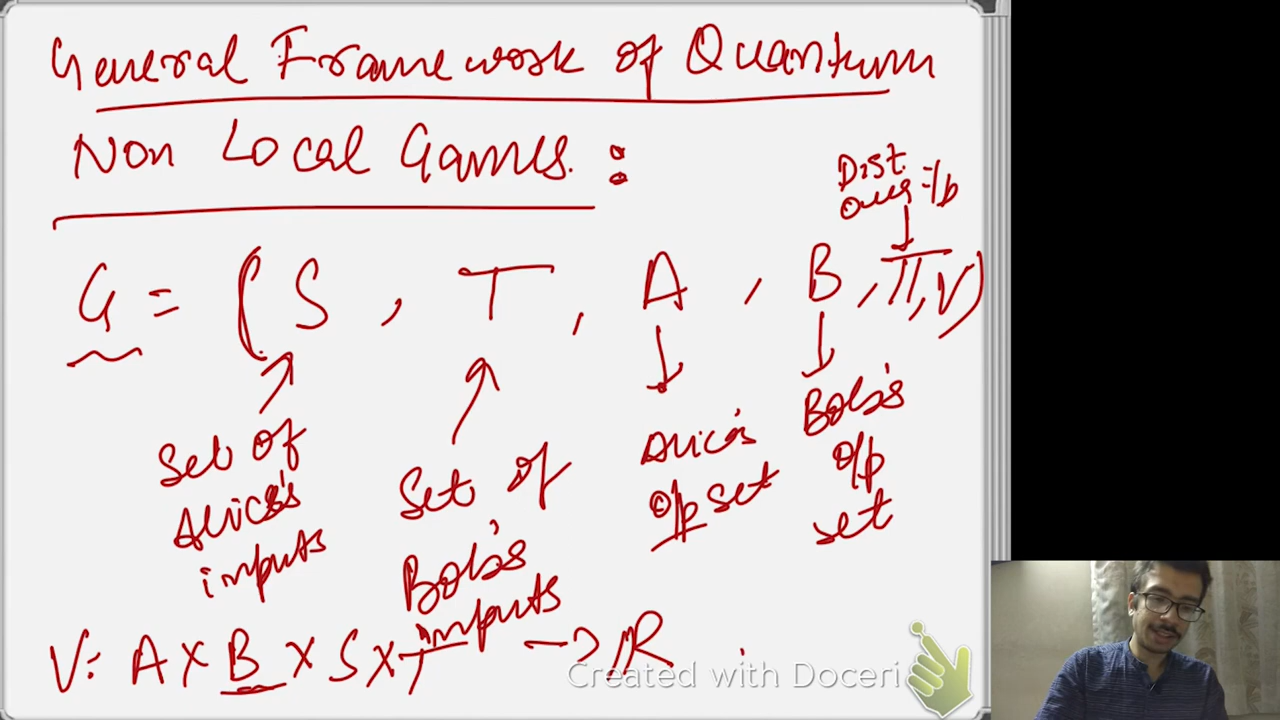 General Framework of Quantum
Non Local Games :
Dist.
over i/p
G = ( S , T , A , B , π, V)
Set of
Alice's
inputs
Set of
Bob's
inputs
Alice's
o/p set
Bob's
o/p
set
V: A × B × S × T → R
Created with Doceri